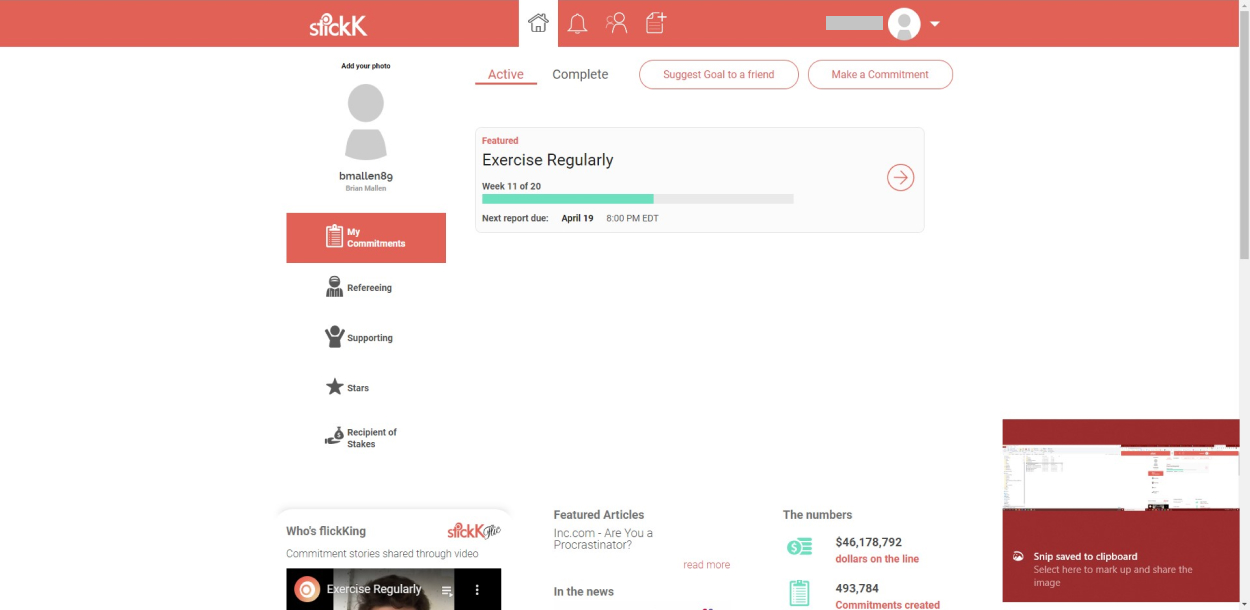 stickK
Add your photo
bmallen89
Brian Mallen
My
Commitments
Refereeing
Supporting
Stars
Recipient of
Stakes
Active
Complete
Suggest Goal to a friend
Make a Commitment
Featured
Exercise Regularly
Week 11 of 20
Next report due: April 19 8:00 PM EDT
Who's flickKing
stickKflic
Commitment stories shared through video
Exercise Regularly
Featured Articles
Inc.com - Are You a
Procrastinator?
read more
In the news
The numbers
$46,178,792
dollars on the line
493,784
Commitments created
Snip saved to clipboard
Select here to mark up and share the
image